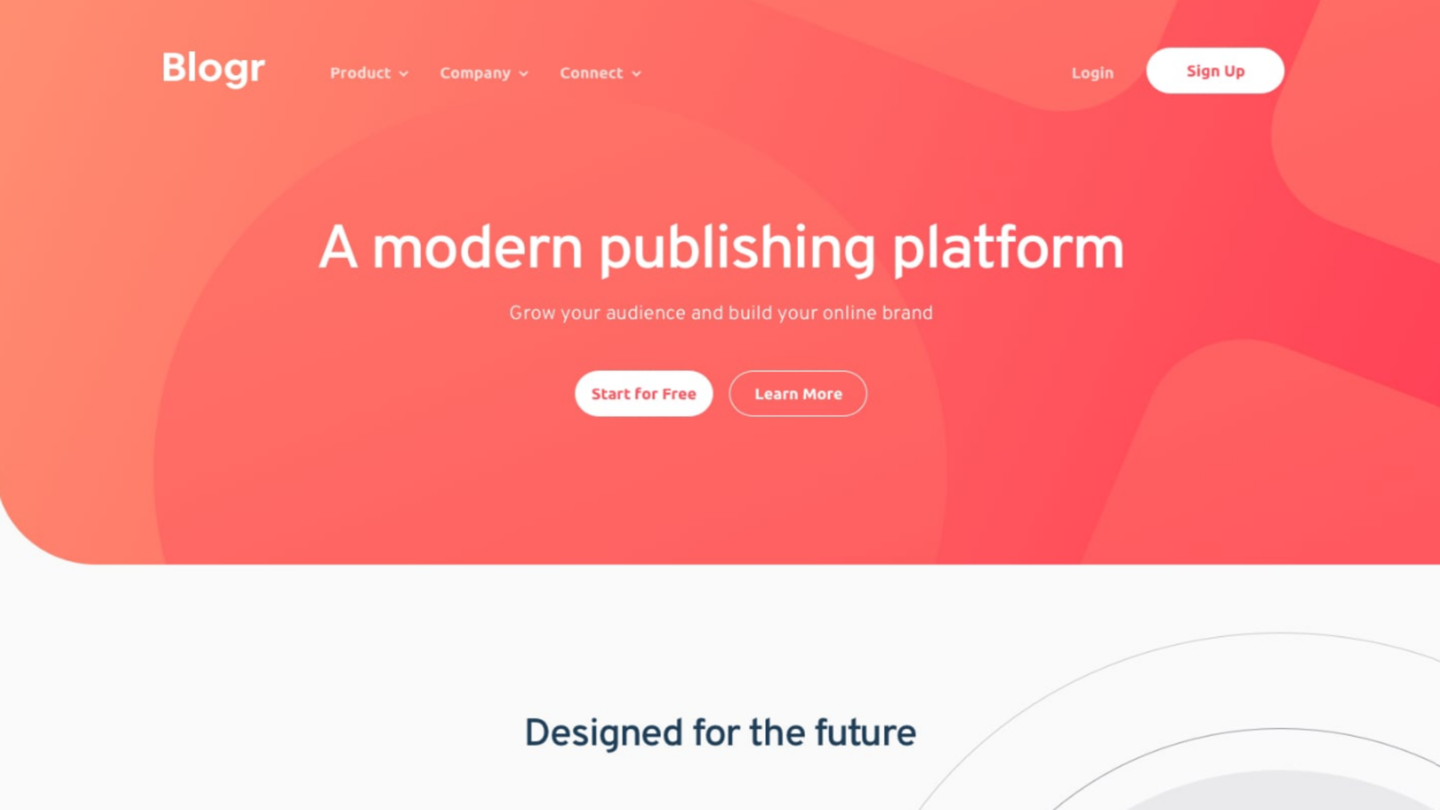 Blogr Product Company Connect Login Sign Up
A modern publishing platform
Grow your audience and build your online brand
Start for Free Learn More
Designed for the future